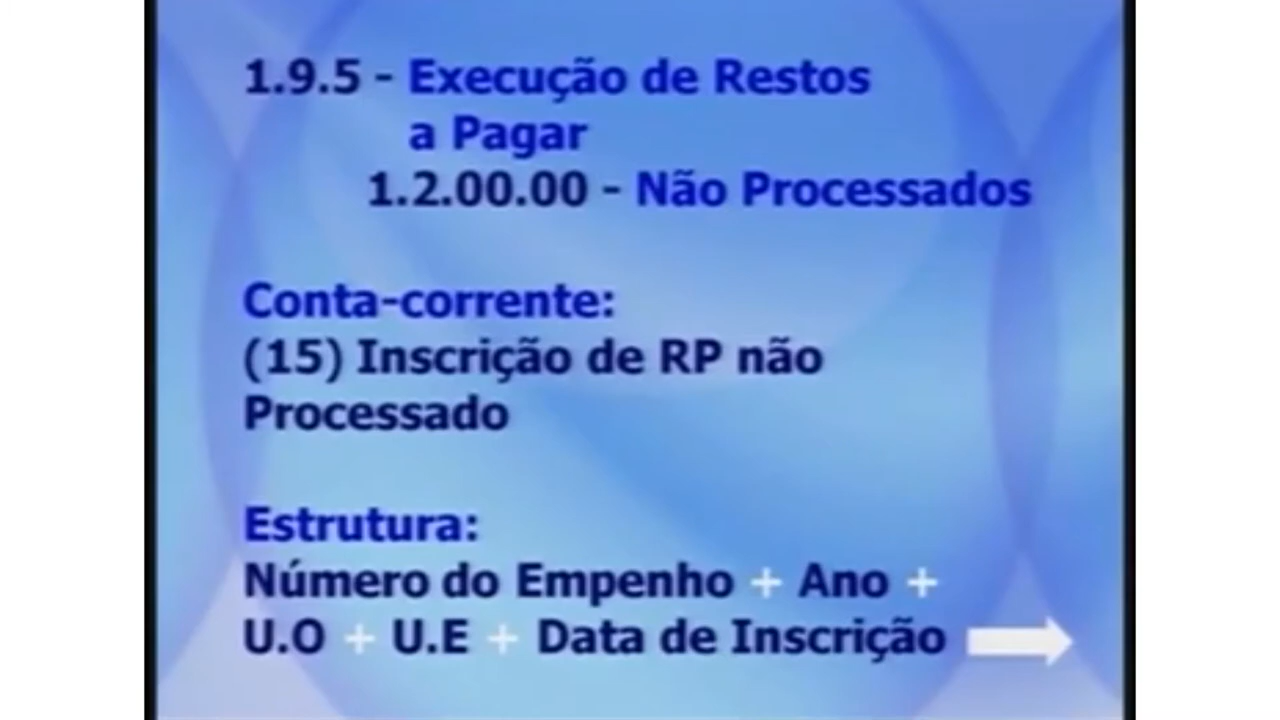 1.9.5 - Execução de Restos
a Pagar
1.2.00.00 - Não Processados
Conta-corrente:
(15) Inscrição de RP não
Processado
Estrutura:
Número do Empenho + Ano +
U.O + U.E + Data de Inscrição